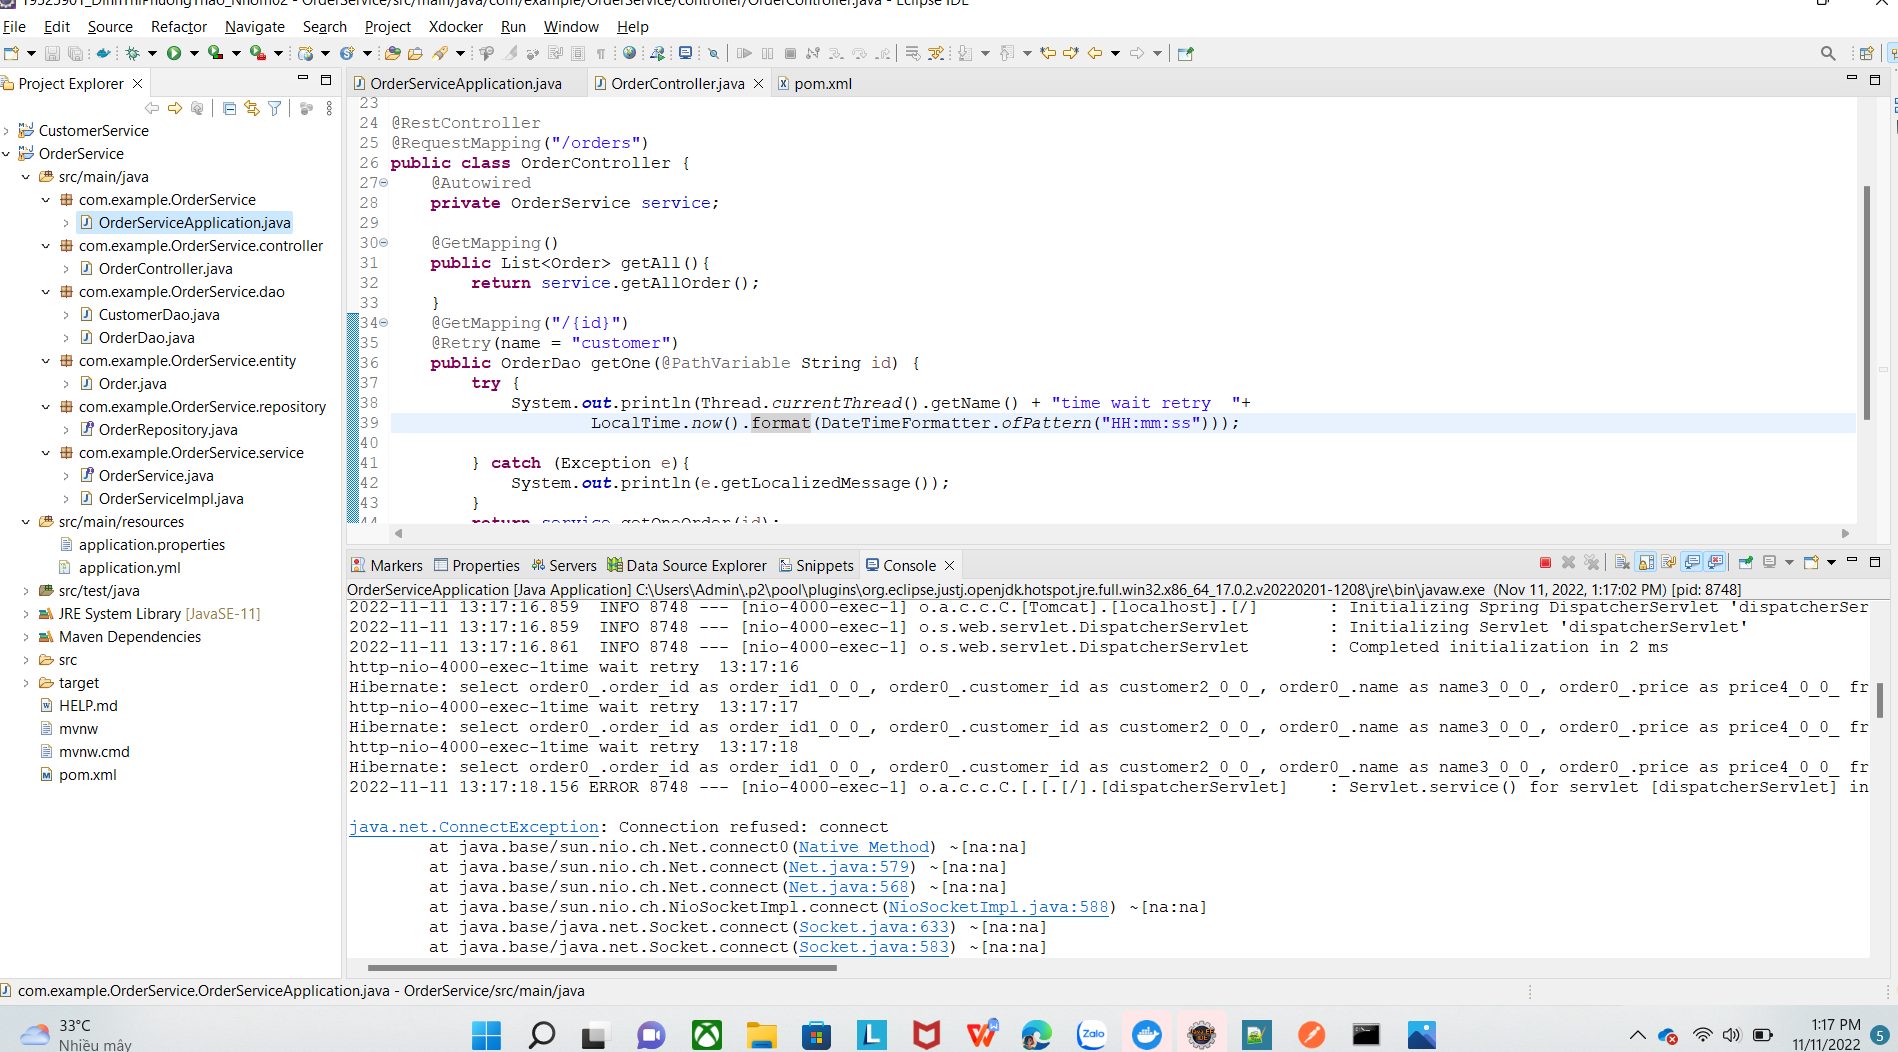 19525901_DinhThiPhuongThao_Nhom02 - OrderService/src/main/java/com/example/OrderService/controller/OrderController.java - Eclipse IDE
File Edit Source Refactor Navigate Search Project Xdocker Run Window Help
Project Explorer
CustomerService
OrderService
src/main/java
com.example.OrderService
OrderServiceApplication.java
com.example.OrderService.controller
OrderController.java
com.example.OrderService.dao
CustomerDao.java
OrderDao.java
com.example.OrderService.entity
Order.java
com.example.OrderService.repository
OrderRepository.java
com.example.OrderService.service
OrderService.java
OrderServiceImpl.java
src/main/resources
application.properties
application.yml
src/test/java
JRE System Library [JavaSE-11]
Maven Dependencies
src
target
HELP.md
mvnw
mvnw.cmd
pom.xml
OrderServiceApplication.java OrderController.java pom.xml
23
24 @RestController
25 @RequestMapping("/orders")
26 public class OrderController {
27 @Autowired
28 private OrderService service;
29
30 @GetMapping()
31 public List<Order> getAll(){
32 return service.getAllOrder();
33 }
34 @GetMapping("/{id}")
35 @Retry(name = "customer")
36 public OrderDao getOne(@PathVariable String id) {
37 try {
38 System.out.println(Thread.currentThread().getName() + "time wait retry  "+
39 LocalTime.now().format(DateTimeFormatter.ofPattern("HH:mm:ss")));
40
41 } catch (Exception e){
42 System.out.println(e.getLocalizedMessage());
43 }
44 return service.getOneOrder(id);
Markers Properties Servers Data Source Explorer Snippets Console
OrderServiceApplication [Java Application] C:\Users\Admin\.p2\pool\plugins\org.eclipse.justj.openjdk.hotspot.jre.full.win32.x86_64_17.0.2.v20220201-1208\jre\bin\javaw.exe (Nov 11, 2022, 1:17:02 PM) [pid: 8748]
2022-11-11 13:17:16.859  INFO 8748 --- [nio-4000-exec-1] o.a.c.c.C.[Tomcat].[localhost].[/]       : Initializing Spring DispatcherServlet 'dispatcherSer
2022-11-11 13:17:16.859  INFO 8748 --- [nio-4000-exec-1] o.s.web.servlet.DispatcherServlet        : Initializing Servlet 'dispatcherServlet'
2022-11-11 13:17:16.861  INFO 8748 --- [nio-4000-exec-1] o.s.web.servlet.DispatcherServlet        : Completed initialization in 2 ms
http-nio-4000-exec-1time wait retry  13:17:16
Hibernate: select order0_.order_id as order_id1_0_0_, order0_.customer_id as customer2_0_0_, order0_.name as name3_0_0_, order0_.price as price4_0_0_ fr
http-nio-4000-exec-1time wait retry  13:17:17
Hibernate: select order0_.order_id as order_id1_0_0_, order0_.customer_id as customer2_0_0_, order0_.name as name3_0_0_, order0_.price as price4_0_0_ fr
http-nio-4000-exec-1time wait retry  13:17:18
Hibernate: select order0_.order_id as order_id1_0_0_, order0_.customer_id as customer2_0_0_, order0_.name as name3_0_0_, order0_.price as price4_0_0_ fr
2022-11-11 13:17:18.156 ERROR 8748 --- [nio-4000-exec-1] o.a.c.c.C.[.[.[/].[dispatcherServlet]    : Servlet.service() for servlet [dispatcherServlet] in
java.net.ConnectException: Connection refused: connect
at java.base/sun.nio.ch.Net.connect0(Native Method) ~[na:na]
at java.base/sun.nio.ch.Net.connect(Net.java:579) ~[na:na]
at java.base/sun.nio.ch.Net.connect(Net.java:568) ~[na:na]
at java.base/sun.nio.ch.NioSocketImpl.connect(NioSocketImpl.java:588) ~[na:na]
at java.base/java.net.Socket.connect(Socket.java:633) ~[na:na]
at java.base/java.net.Socket.connect(Socket.java:583) ~[na:na]
com.example.OrderService.OrderServiceApplication.java - OrderService/src/main/java
33°C
Nhiều mây
Zalo
1:17 PM
11/11/2022
5